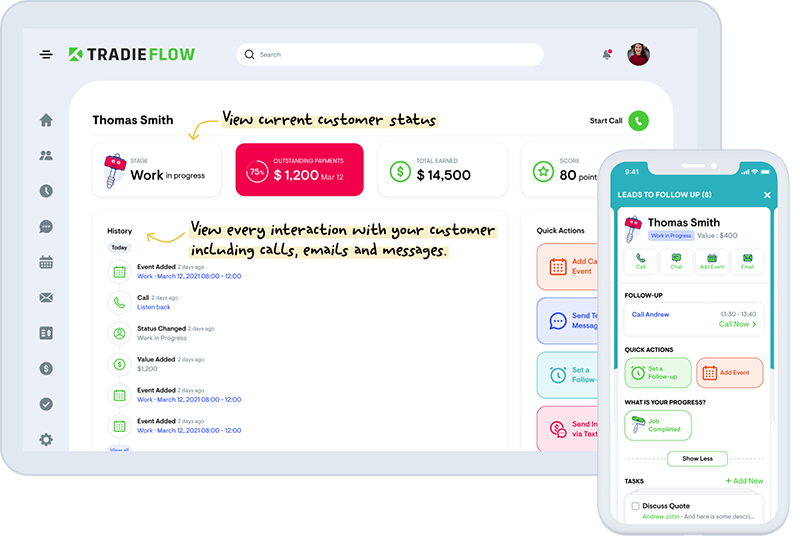 TRADIEFLOW
Search
Thomas Smith
View current customer status
Start Call
STAGE
Work in progress
75%
OUTSTANDING PAYMENTS
$ 1,200 Mar 12
TOTAL EARNED
$ 14,500
SCORE
80 point
History
View every interaction with your customer
including calls, emails and messages.
Today
Event Added 2 days ago
Work - March 12, 2021 08:00 - 12:00
Call 2 days ago
Listen back
Status Changed 2 days ago
Work in Progress
Value Added 2 days ago
$1,200
Event Added 2 days ago
Work - March 12, 2021 08:00 - 12:00
Event Added 2 days ago
Work - March 12, 2021 08:00 - 12:00
View all
Quick Actions
Add Ca
Event
Send Te
Messag
Set a
Follow-u
Send In
via Text
9:41
LEADS TO FOLLOW UP (8)
Thomas Smith
Work in Progress Value : $400
Call
Chat
Add Event
Email
FOLLOW-UP
Call Andrew
13:30 - 13:40
Call Now
QUICK ACTIONS
Set a
Follow-up
Add Event
WHAT IS YOUR PROGRESS?
Job
Completed
Show Less
TASKS
+ Add New
Discuss Quote
Andrew John - And here is some descri...